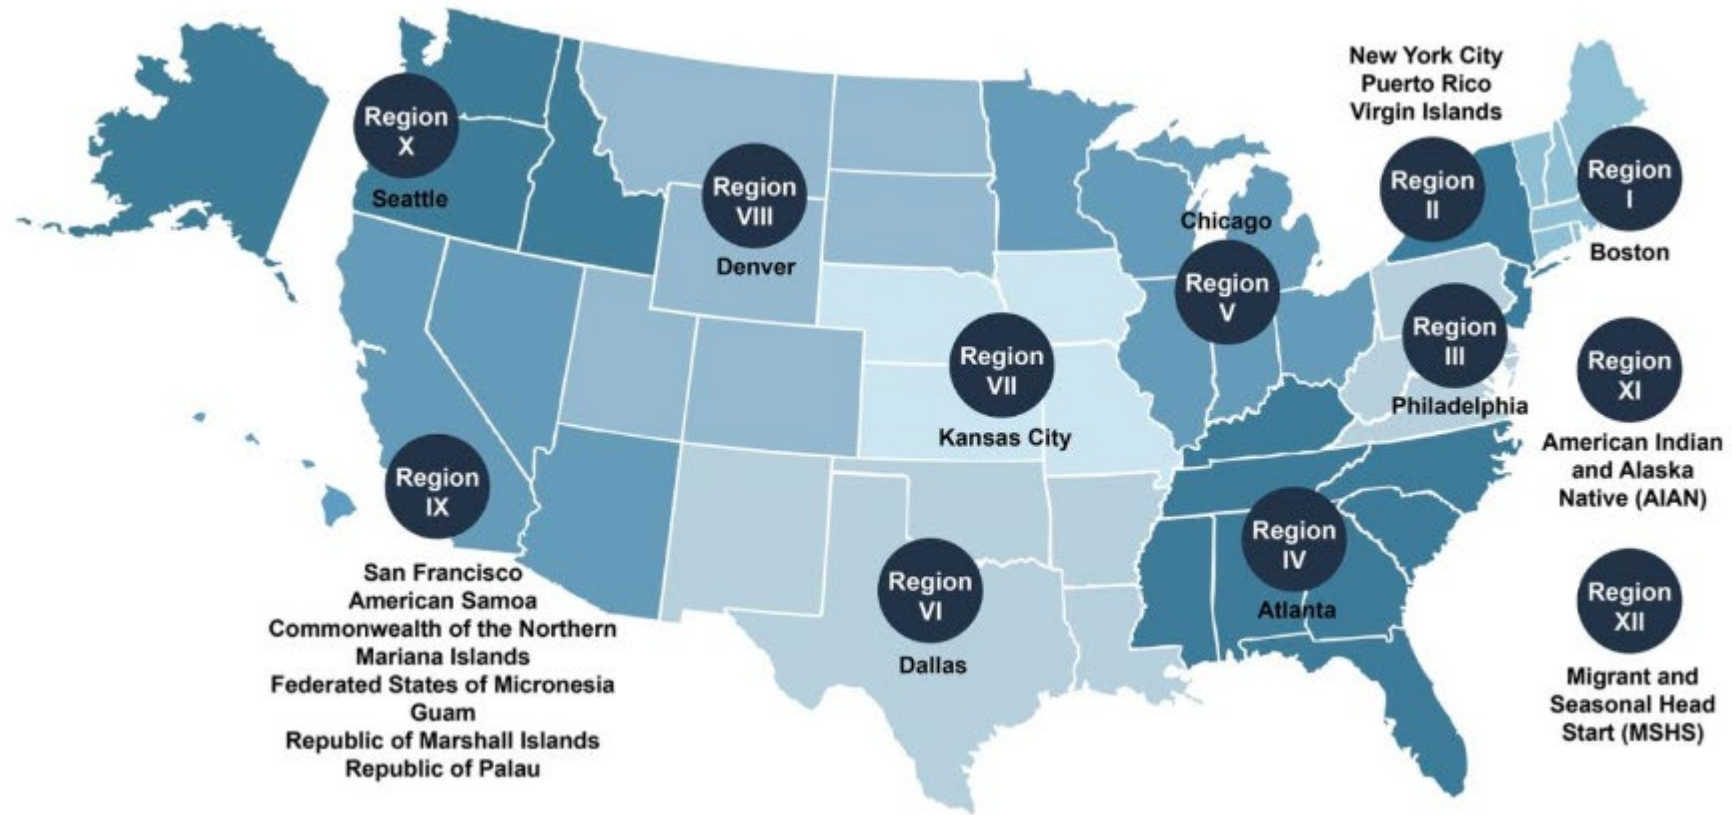 Region
X
Seattle
Region
VIII
Denver
Chicago
Region
V
New York City
Puerto Rico
Virgin Islands
Region
II
Region
I
Boston
Region
III
Philadelphia
Region
VII
Kansas City
Region
XI
American Indian
and Alaska
Native (AIAN)
Region
IX
San Francisco
American Samoa
Commonwealth of the Northern
Mariana Islands
Federated States of Micronesia
Guam
Republic of Marshall Islands
Republic of Palau
Region
VI
Dallas
Region
IV
Atlanta
Region
XII
Migrant and
Seasonal Head
Start (MSHS)